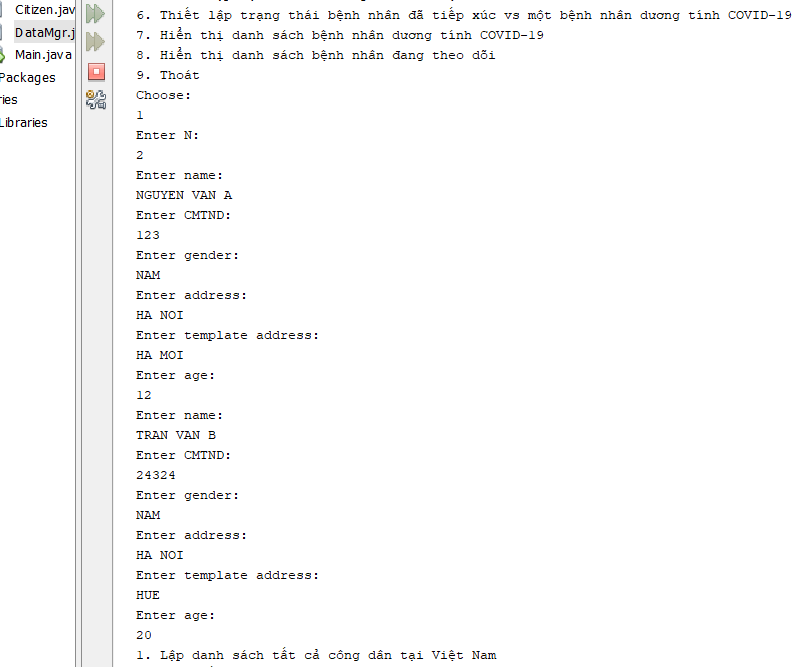 Citizen.jav
DataMgr.j
Main.java
Packages
ries
Libraries
6. Thiết lập trạng thái bệnh nhân đã tiếp xúc vs một bệnh nhân dương tính COVID-19
7. Hiển thị danh sách bệnh nhân dương tính COVID-19
8. Hiển thị danh sách bệnh nhân đang theo dõi
9. Thoát
Choose:
1
Enter N:
2
Enter name:
NGUYEN VAN A
Enter CMTND:
123
Enter gender:
NAM
Enter address:
HA NOI
Enter template address:
HA MOI
Enter age:
12
Enter name:
TRAN VAN B
Enter CMTND:
24324
Enter gender:
NAM
Enter address:
HA NOI
Enter template address:
HUE
Enter age:
20
1. Lập danh sách tất cả công dân tại Việt Nam